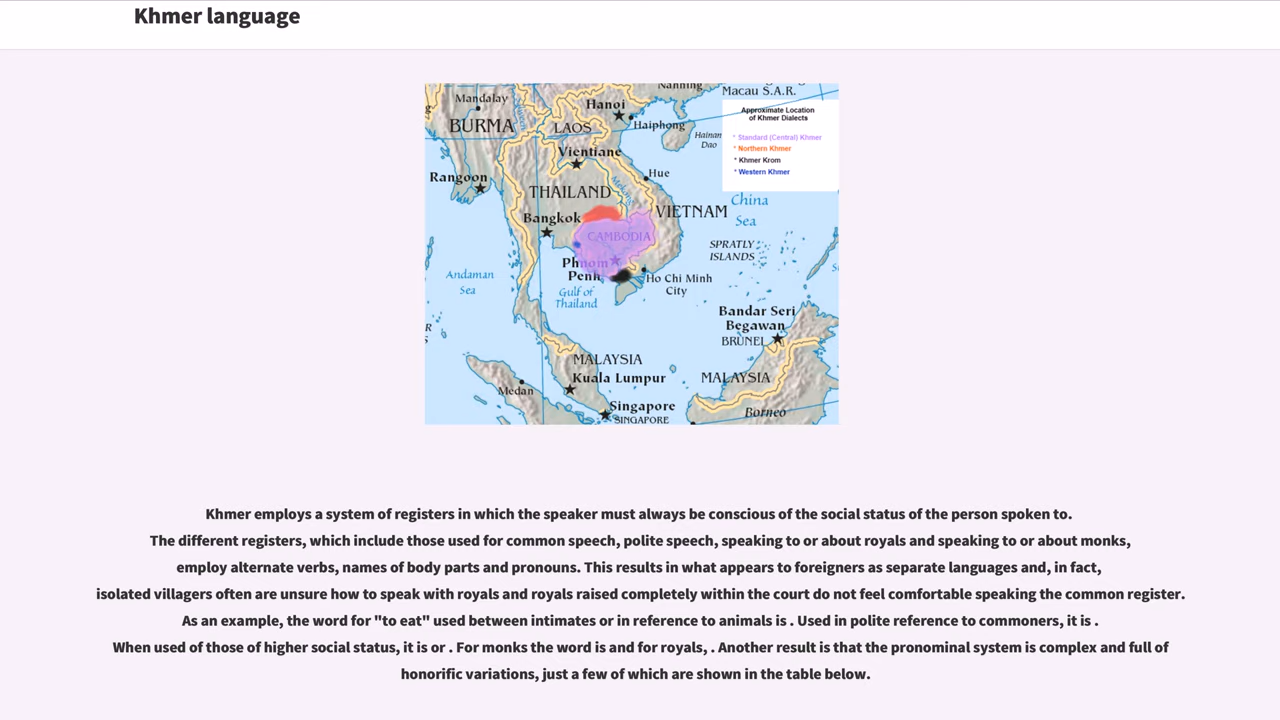 Khmer language
Nanning
Macau S.A.R.
Mandalay
Hanoi
BURMA
LAOS
Haiphong
Hainan
Dao
Approximate Location
of Khmer Dialects
* Standard (Central) Khmer
* Northern Khmer
* Khmer Krom
* Western Khmer
Vientiane
Rangoon
Hue
THAILAND
Mekong
China
Sea
Bangkok
VIETNAM
CAMBODIA
SPRATLY
ISLANDS
Phnom
Penh
Andaman
Sea
Ho Chi Minh
City
Gulf of
Thailand
Bandar Seri
Begawan
BRUNEI
MALAYSIA
Kuala Lumpur
MALAYSIA
Medan
Singapore
SINGAPORE
Borneo
Khmer employs a system of registers in which the speaker must always be conscious of the social status of the person spoken to.
The different registers, which include those used for common speech, polite speech, speaking to or about royals and speaking to or about monks,
employ alternate verbs, names of body parts and pronouns. This results in what appears to foreigners as separate languages and, in fact,
isolated villagers often are unsure how to speak with royals and royals raised completely within the court do not feel comfortable speaking the common register.
As an example, the word for "to eat" used between intimates or in reference to animals is . Used in polite reference to commoners, it is .
When used of those of higher social status, it is or . For monks the word is and for royals, . Another result is that the pronominal system is complex and full of
honorific variations, just a few of which are shown in the table below.